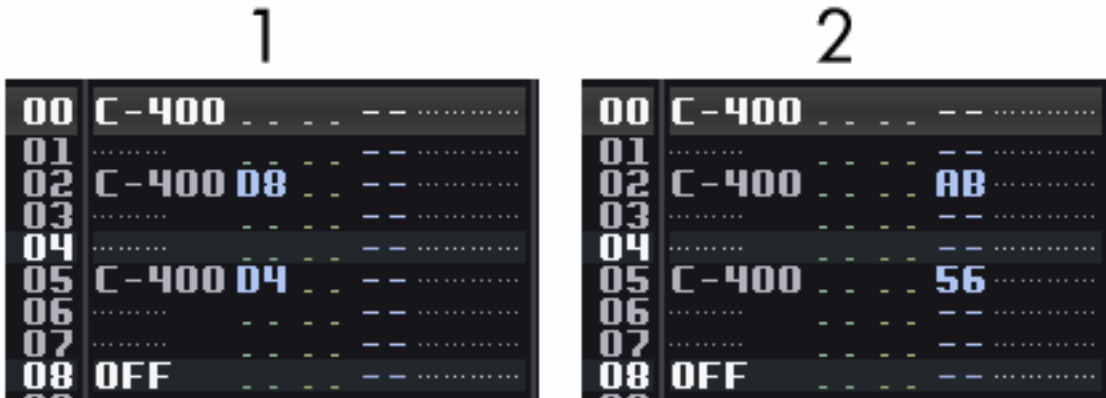 1 2
00 C-400 _ _ _ _ -- ·········· 00 C-400 _ _ _ _ -- ··········
01 ········· _ _ _ _ -- ·········· 01 ········· _ _ _ _ -- ··········
02 C-400 D8 _ _ -- ·········· 02 C-400 _ _ _ _ AB ··········
03 ········· _ _ _ _ -- ·········· 03 ········· _ _ _ _ -- ··········
04 ········· _ _ _ _ -- ·········· 04 ········· _ _ _ _ -- ··········
05 C-400 D4 _ _ -- ·········· 05 C-400 _ _ _ _ 56 ··········
06 ········· _ _ _ _ -- ·········· 06 ········· _ _ _ _ -- ··········
07 ········· _ _ _ _ -- ·········· 07 ········· _ _ _ _ -- ··········
08 OFF _ _ _ _ -- ·········· 08 OFF _ _ _ _ -- ··········